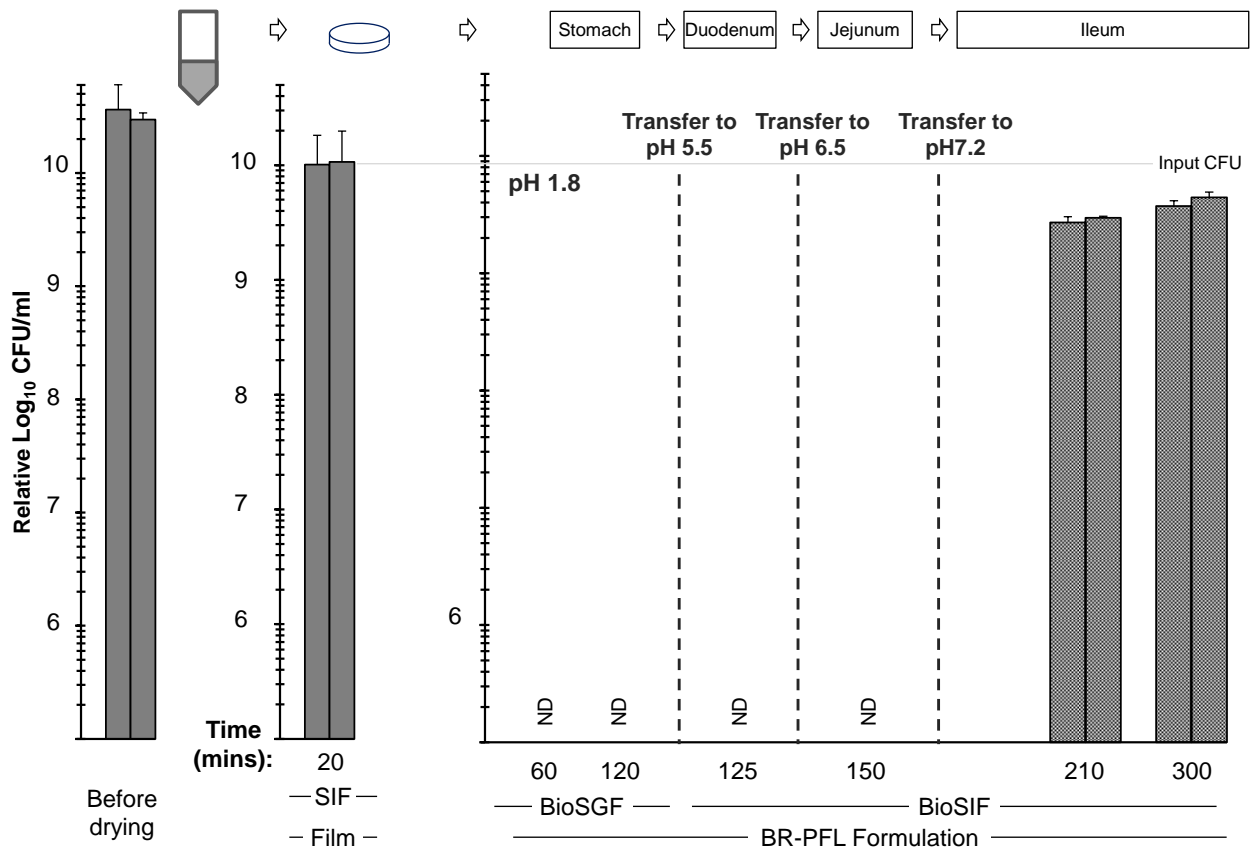 Stomach
Duodenum
Jejunum
Ileum
Transfer to
pH 5.5
Transfer to
pH 6.5
Transfer to
pH7.2
Input CFU
pH 1.8
Relative Log₁₀ CFU/ml
10
9
8
7
6
10
9
8
7
6
6
ND
ND
ND
ND
Time
(mins):
20
60
120
125
150
210
300
Before
drying
SIF
Film
BioSGF
BioSIF
BR-PFL Formulation